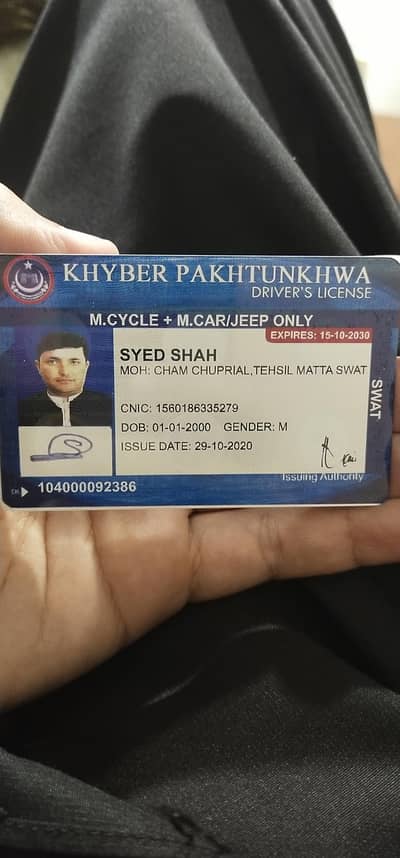 KHYBER PAKHTUNKHWA
DRIVER'S LICENSE
M.CYCLE + M.CAR/JEEP ONLY
EXPIRES: 15-10-2030
SYED SHAH
MOH: CHAM CHUPRIAL,TEHSIL MATTA SWAT
CNIC: 1560186335279
DOB: 01-01-2000 GENDER: M
ISSUE DATE: 29-10-2020
SWAT
Issuing Authority
104000092386